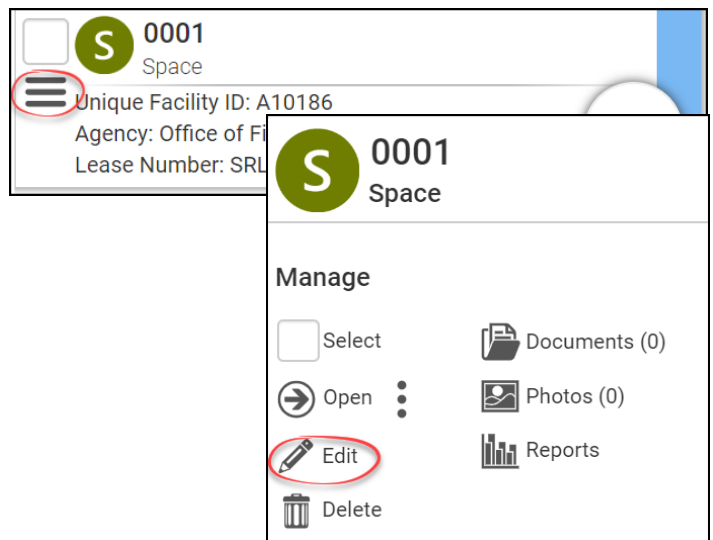 S 0001
Space
Unique Facility ID: A10186
Agency: Office of Fi
Lease Number: SRL
S 0001
Space
Manage
Select
Documents (0)
Open
Photos (0)
Edit
Reports
Delete